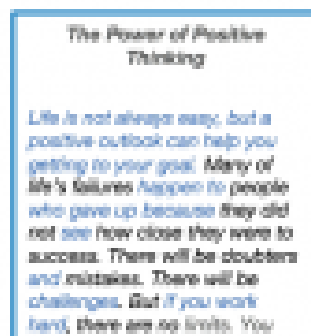 The Power of Positive
Thinking
Life is not always easy, but a
positive outlook can help you
getting to your goal. Many of
life's failures happen to people
who gave up because they did
not see how close they were to
success. There will be doubters
and mistakes. There will be
challenges. But if you work
hard, there are no limits. You